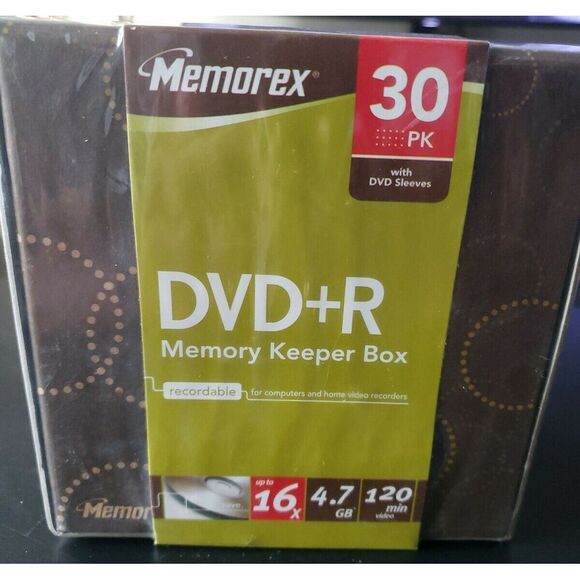 Memorex®
30
PK
with
DVD Sleeves
DVD+R
Memory Keeper Box
recordable
for computers and home video recorders
up to
16x
4.7
GB
120
min
video
Memor